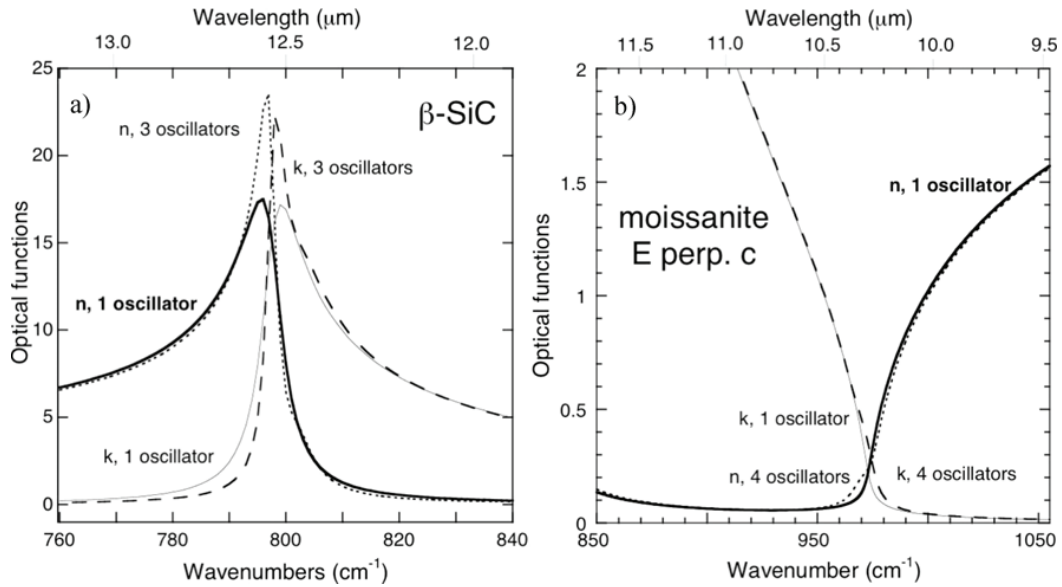 Wavelength (μm)
13.0 12.5 12.0
25
20
15
10
5
0
Optical functions
a)
β-SiC
n, 3 oscillators
k, 3 oscillators
n, 1 oscillator
k, 1 oscillator
760 780 800 820 840
Wavenumbers (cm-1)
Wavelength (μm)
11.5 11.0 10.5 10.0 9.5
2
1.5
1
0.5
0
Optical functions
b)
n, 1 oscillator
moissanite
E perp. c
k, 1 oscillator
n, 4 oscillators
k, 4 oscillators
850 950 1050
Wavenumber (cm-1)